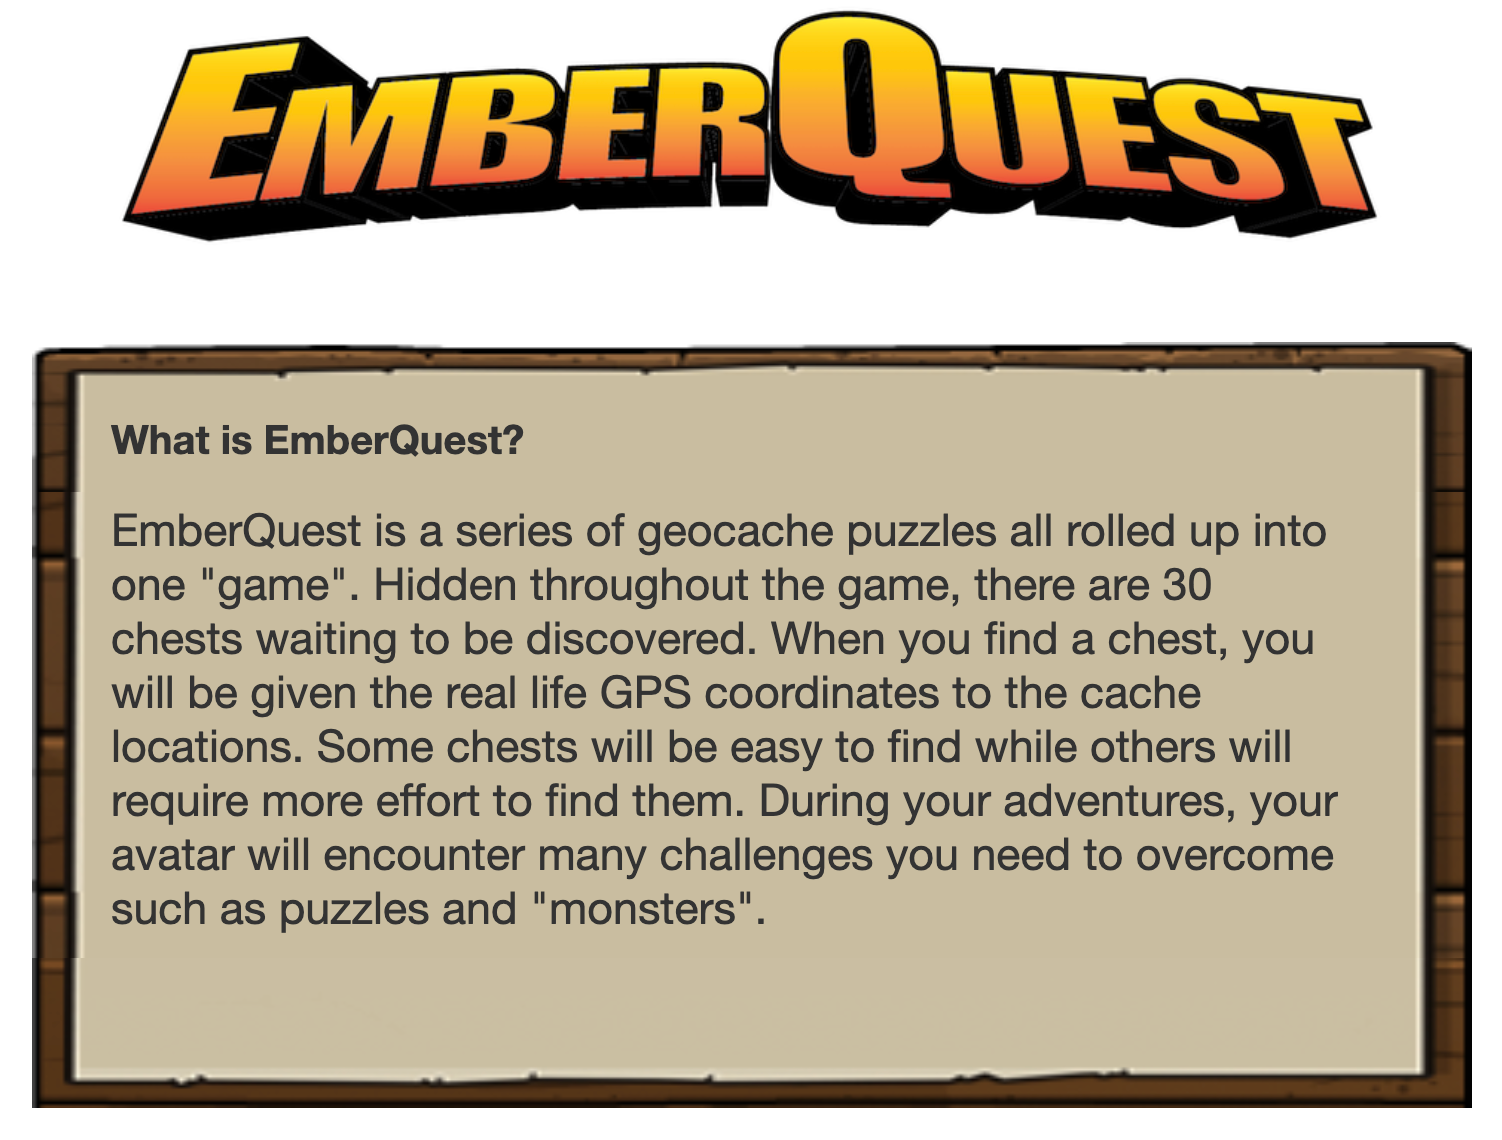 EMBERQUEST
What is EmberQuest?
EmberQuest is a series of geocache puzzles all rolled up into
one "game". Hidden throughout the game, there are 30
chests waiting to be discovered. When you find a chest, you
will be given the real life GPS coordinates to the cache
locations. Some chests will be easy to find while others will
require more effort to find them. During your adventures, your
avatar will encounter many challenges you need to overcome
such as puzzles and "monsters".